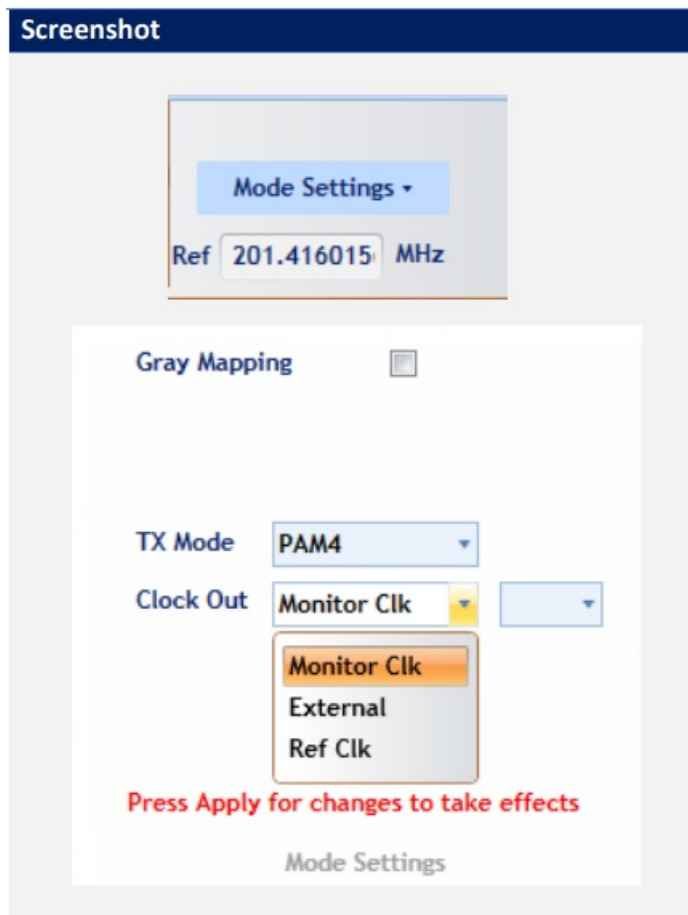 Screenshot
Mode Settings
Ref 201.416015 MHz
Gray Mapping
TX Mode PAM4
Clock Out Monitor Clk
Monitor Clk
External
Ref Clk
Press Apply for changes to take effects
Mode Settings